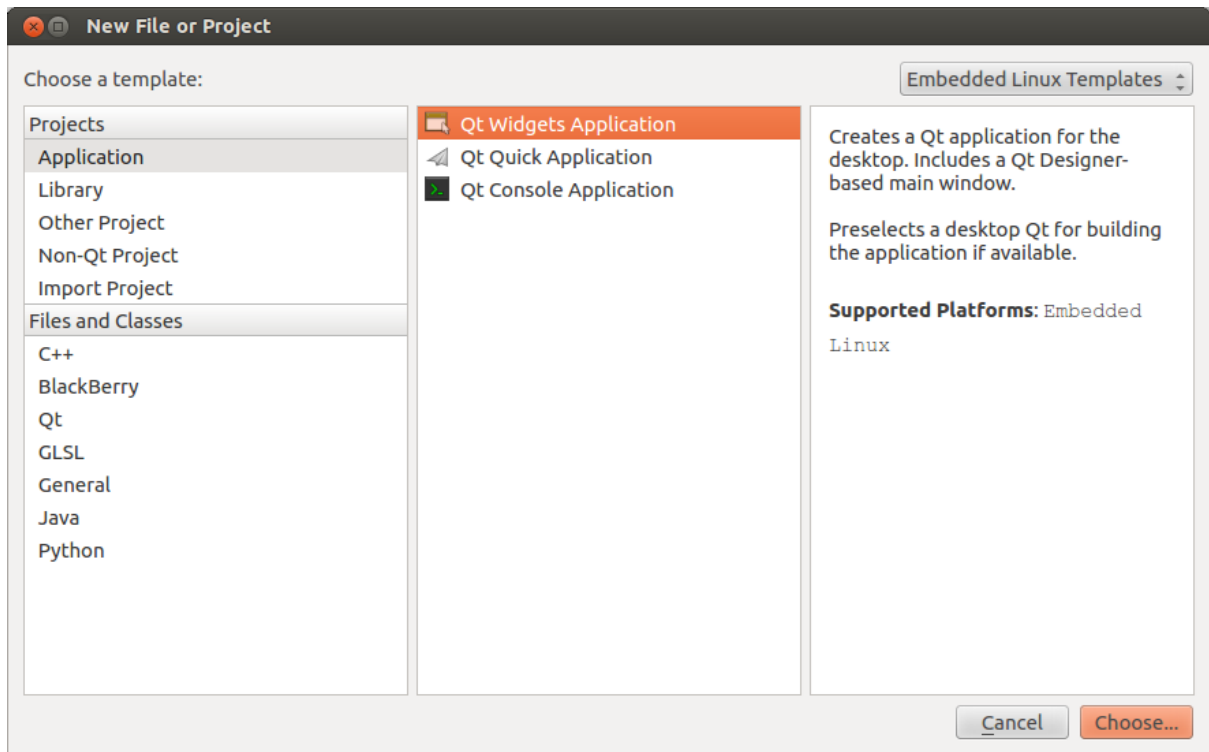 New File or Project
Choose a template:
Embedded Linux Templates
Projects
Application
Library
Other Project
Non-Qt Project
Import Project
Files and Classes
C++
BlackBerry
Qt
GLSL
General
Java
Python
Qt Widgets Application
Qt Quick Application
Qt Console Application
Creates a Qt application for the
desktop. Includes a Qt Designer-
based main window.
Preselects a desktop Qt for building
the application if available.
Supported Platforms: Embedded
Linux
Cancel
Choose...